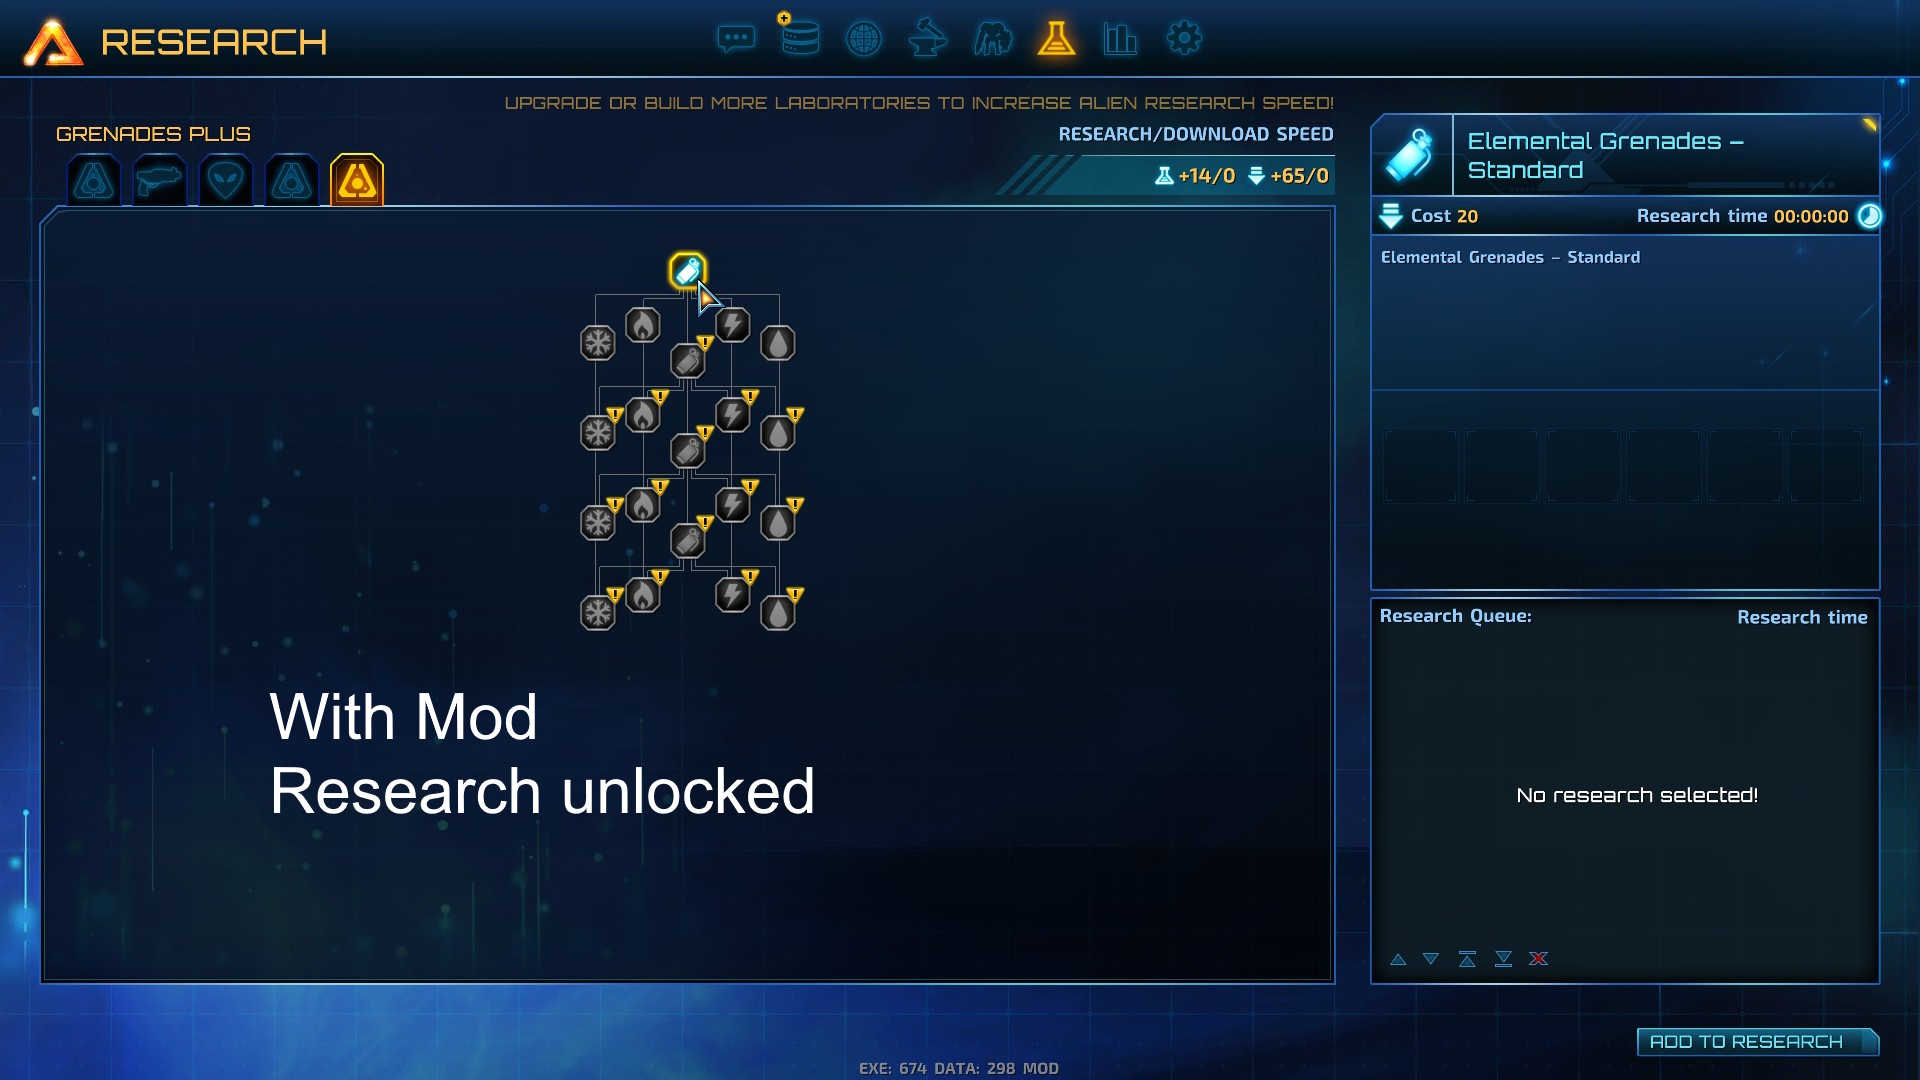 RESEARCH
UPGRADE OR BUILD MORE LABORATORIES TO INCREASE ALIEN RESEARCH SPEED!
GRENADES PLUS
RESEARCH/DOWNLOAD SPEED
+14/0 +65/0
Elemental Grenades –
Standard
Cost 20 Research time 00:00:00
Elemental Grenades – Standard
With Mod
Research unlocked
Research Queue: Research time
No research selected!
ADD TO RESEARCH
EXE: 674 DATA: 298 MOD